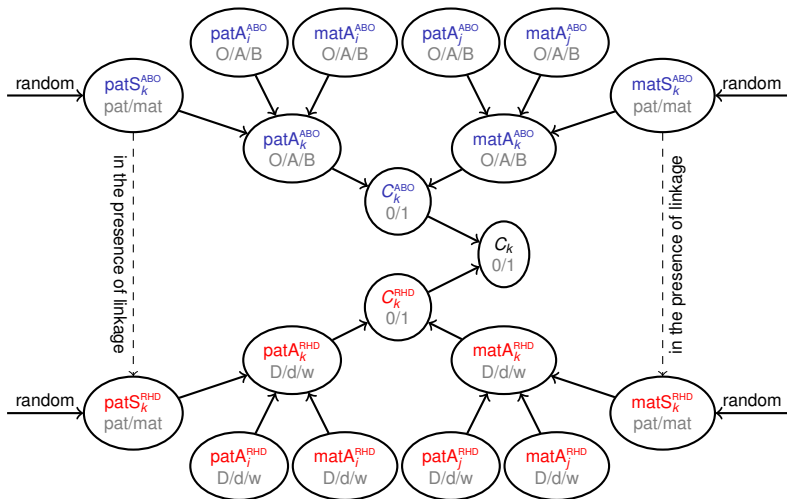 patA_i^ABO
O/A/B
matA_i^ABO
O/A/B
patA_j^ABO
O/A/B
matA_j^ABO
O/A/B
random
patS_k^ABO
pat/mat
matS_k^ABO
pat/mat
random
patA_k^ABO
O/A/B
matA_k^ABO
O/A/B
in the presence of linkage
C_k^ABO
0/1
in the presence of linkage
C_k
0/1
C_k^RHD
0/1
patA_k^RHD
D/d/w
matA_k^RHD
D/d/w
random
patS_k^RHD
pat/mat
matS_k^RHD
pat/mat
random
patA_i^RHD
D/d/w
matA_i^RHD
D/d/w
patA_j^RHD
D/d/w
matA_j^RHD
D/d/w